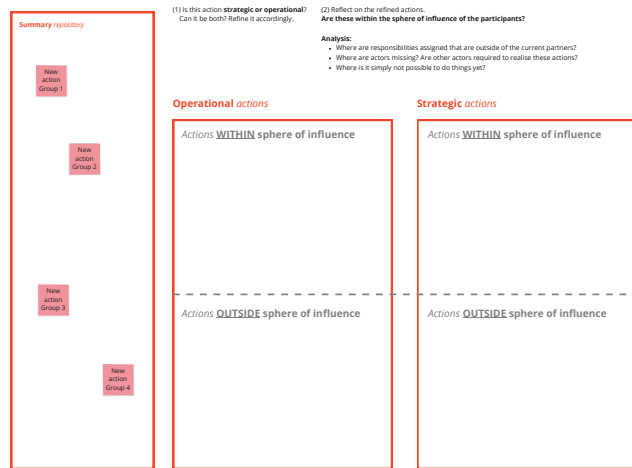 Summary repository
New
action
Group 1
New
action
Group 2
New
action
Group 3
New
action
Group 4
(1) Is this action strategic or operational?
Can it be both? Refine it accordingly.
(2) Reflect on the refined actions.
Are these within the sphere of influence of the participants?
Analysis:
• Where are responsibilities assigned that are outside of the current partners?
• Where are actors missing? Are other actors required to realise these actions?
• Where is it simply not possible to do things yet?
Operational actions
Actions WITHIN sphere of influence
Actions OUTSIDE sphere of influence
Strategic actions
Actions WITHIN sphere of influence
Actions OUTSIDE sphere of influence